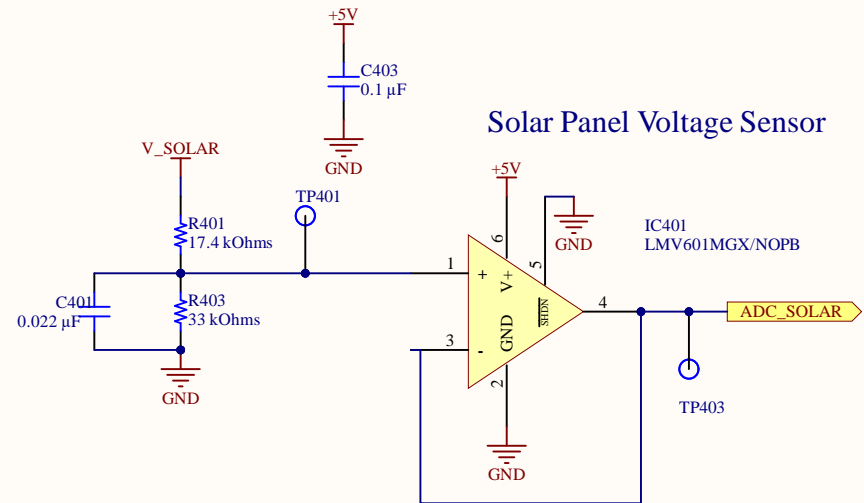 +5V
C403
0.1 µF
GND
Solar Panel Voltage Sensor
V_SOLAR
TP401
+5V
R401
17.4 kOhms
6
5
GND
IC401
LMV601MGX/NOPB
1
+
V+
SHDN
4
ADC_SOLAR
C401
0.022 µF
R403
33 kOhms
3
-
GND
2
GND
TP403
GND